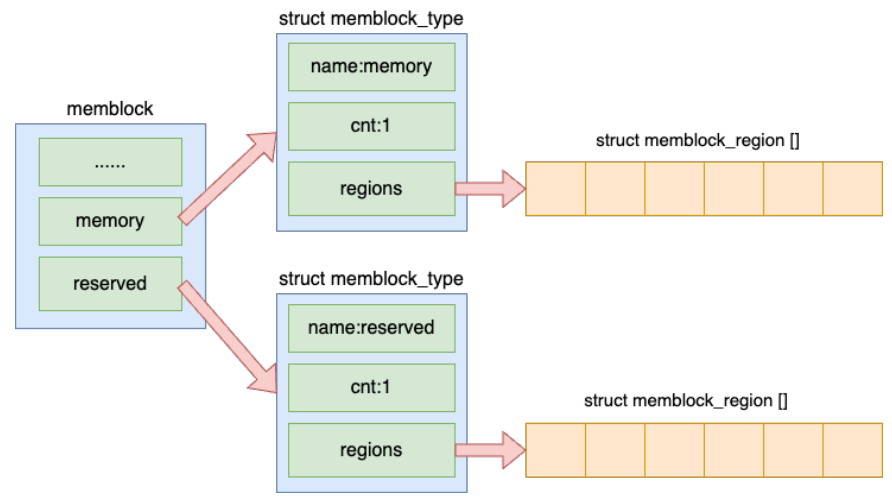 struct memblock_type
name:memory
cnt:1
regions
memblock
......
memory
reserved
struct memblock_region []
struct memblock_type
name:reserved
cnt:1
regions
struct memblock_region []